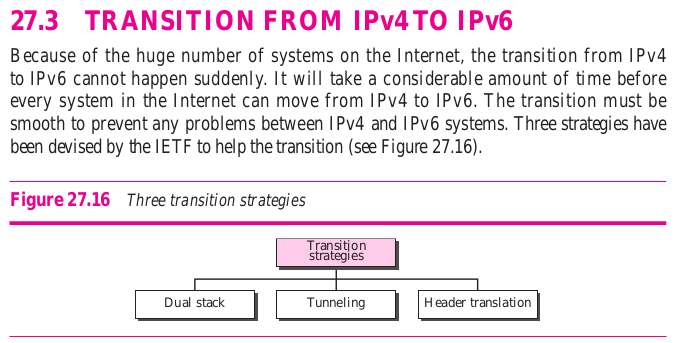 27.3 TRANSITION FROM IPv4 TO IPv6
Because of the huge number of systems on the Internet, the transition from IPv4
to IPv6 cannot happen suddenly. It will take a considerable amount of time before
every system in the Internet can move from IPv4 to IPv6. The transition must be
smooth to prevent any problems between IPv4 and IPv6 systems. Three strategies have
been devised by the IETF to help the transition (see Figure 27.16).
Figure 27.16 Three transition strategies
Transition
strategies
Dual stack Tunneling Header translation